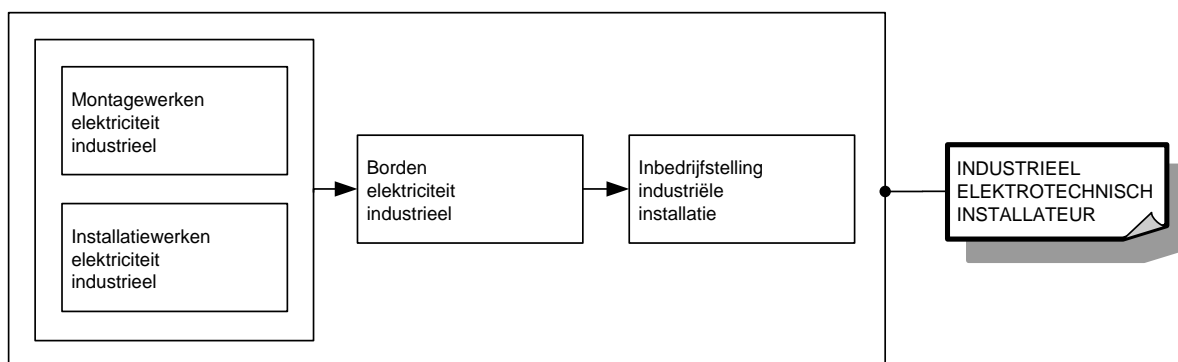 Montagewerken
elektriciteit
industrieel
Installatiewerken
elektriciteit
industrieel
Borden
elektriciteit
industrieel
Inbedrijfstelling
industriële
installatie
INDUSTRIEEL
ELEKTROTECHNISCH
INSTALLATEUR